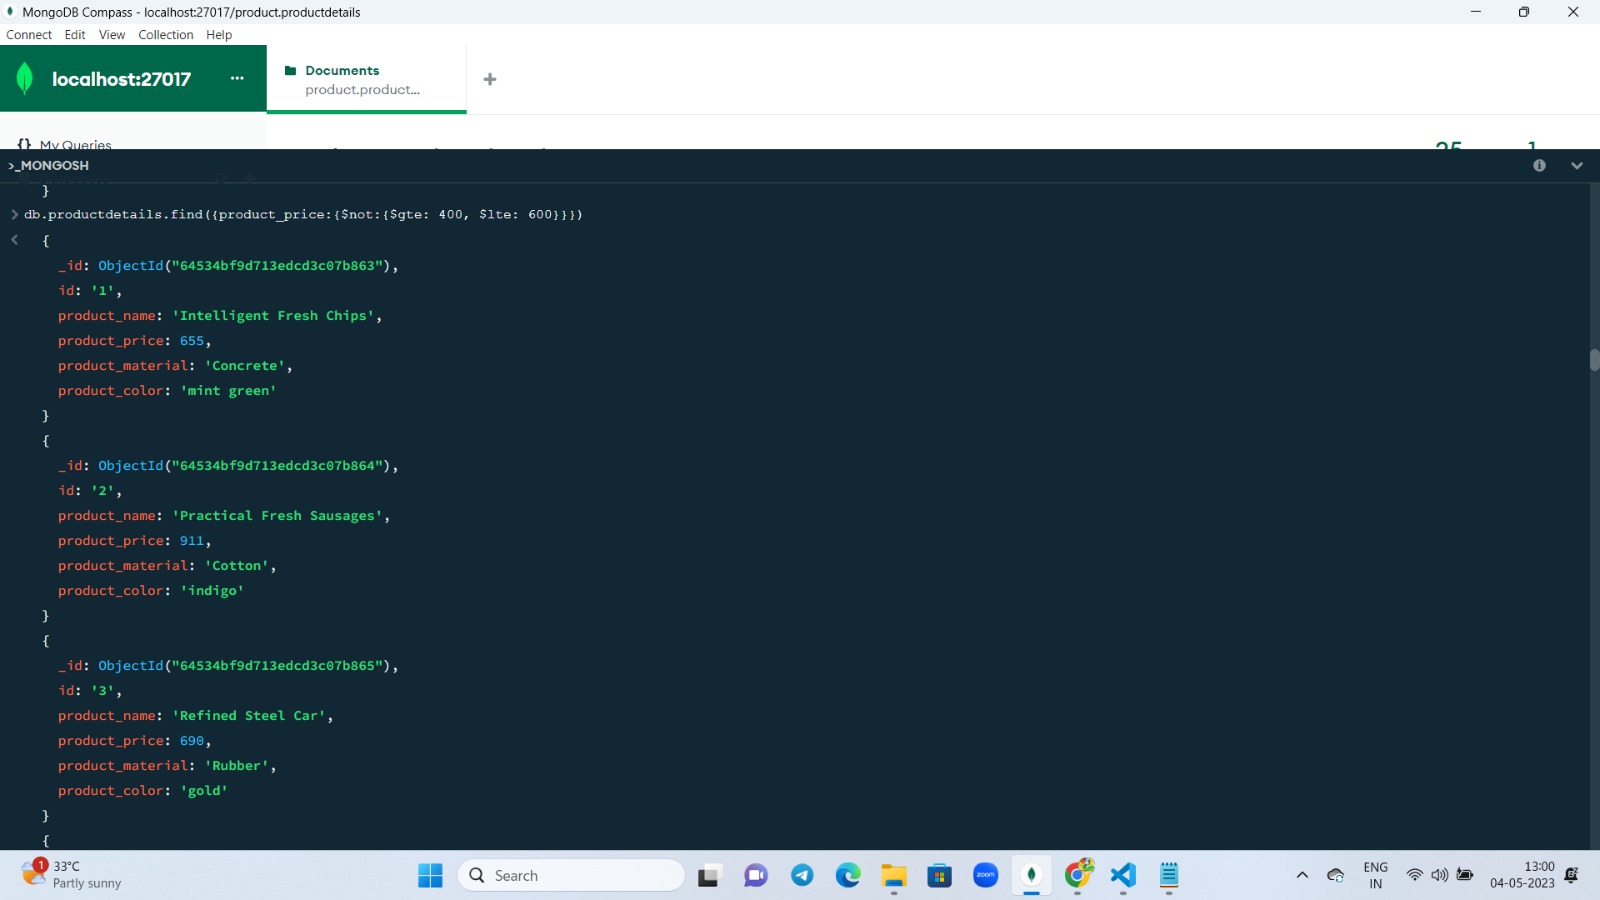 MongoDB Compass - localhost:27017/product.productdetails
Connect Edit View Collection Help
localhost:27017 ...
Documents
product.product...
{} My Queries
>_MONGOSH
}
> db.productdetails.find({product_price:{$not:{$gte: 400, $lte: 600}}})
< {
_id: ObjectId("64534bf9d713edcd3c07b863"),
id: '1',
product_name: 'Intelligent Fresh Chips',
product_price: 655,
product_material: 'Concrete',
product_color: 'mint green'
}
{
_id: ObjectId("64534bf9d713edcd3c07b864"),
id: '2',
product_name: 'Practical Fresh Sausages',
product_price: 911,
product_material: 'Cotton',
product_color: 'indigo'
}
{
_id: ObjectId("64534bf9d713edcd3c07b865"),
id: '3',
product_name: 'Refined Steel Car',
product_price: 690,
product_material: 'Rubber',
product_color: 'gold'
}
{
1
33°C
Partly sunny
Search
zoom
ENG
IN
13:00
04-05-2023